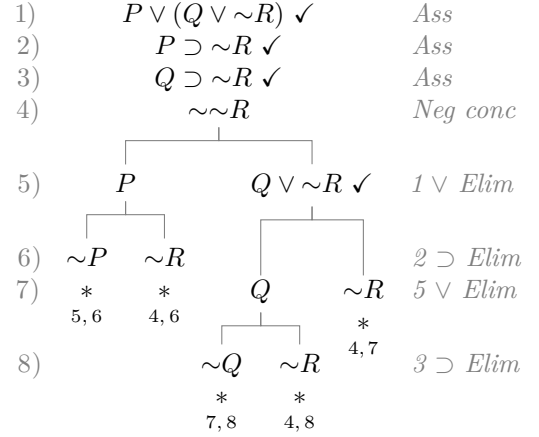 1) P ∨ (Q ∨ ∼R) ✓ Ass
2) P ⊃ ∼R ✓ Ass
3) Q ⊃ ∼R ✓ Ass
4) ∼∼R Neg conc
5) P Q ∨ ∼R ✓ 1 ∨ Elim
6) ∼P ∼R 2 ⊃ Elim
7) * * Q ∼R 5 ∨ Elim
5, 6 4, 6 *
4, 7
8) ∼Q ∼R 3 ⊃ Elim
* *
7, 8 4, 8